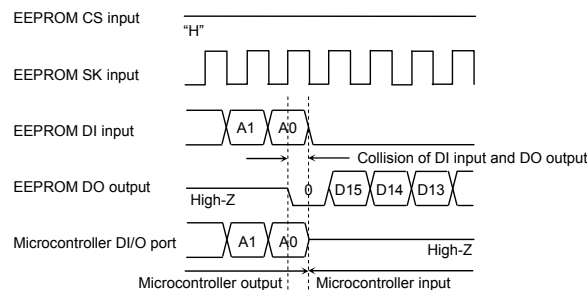 EEPROM CS input
“H”
EEPROM SK input
EEPROM DI input
A1
A0
Collision of DI input and DO output
EEPROM DO output
High-Z
0
D15
D14
D13
Microcontroller DI/O port
A1
A0
High-Z
Microcontroller output
Microcontroller input